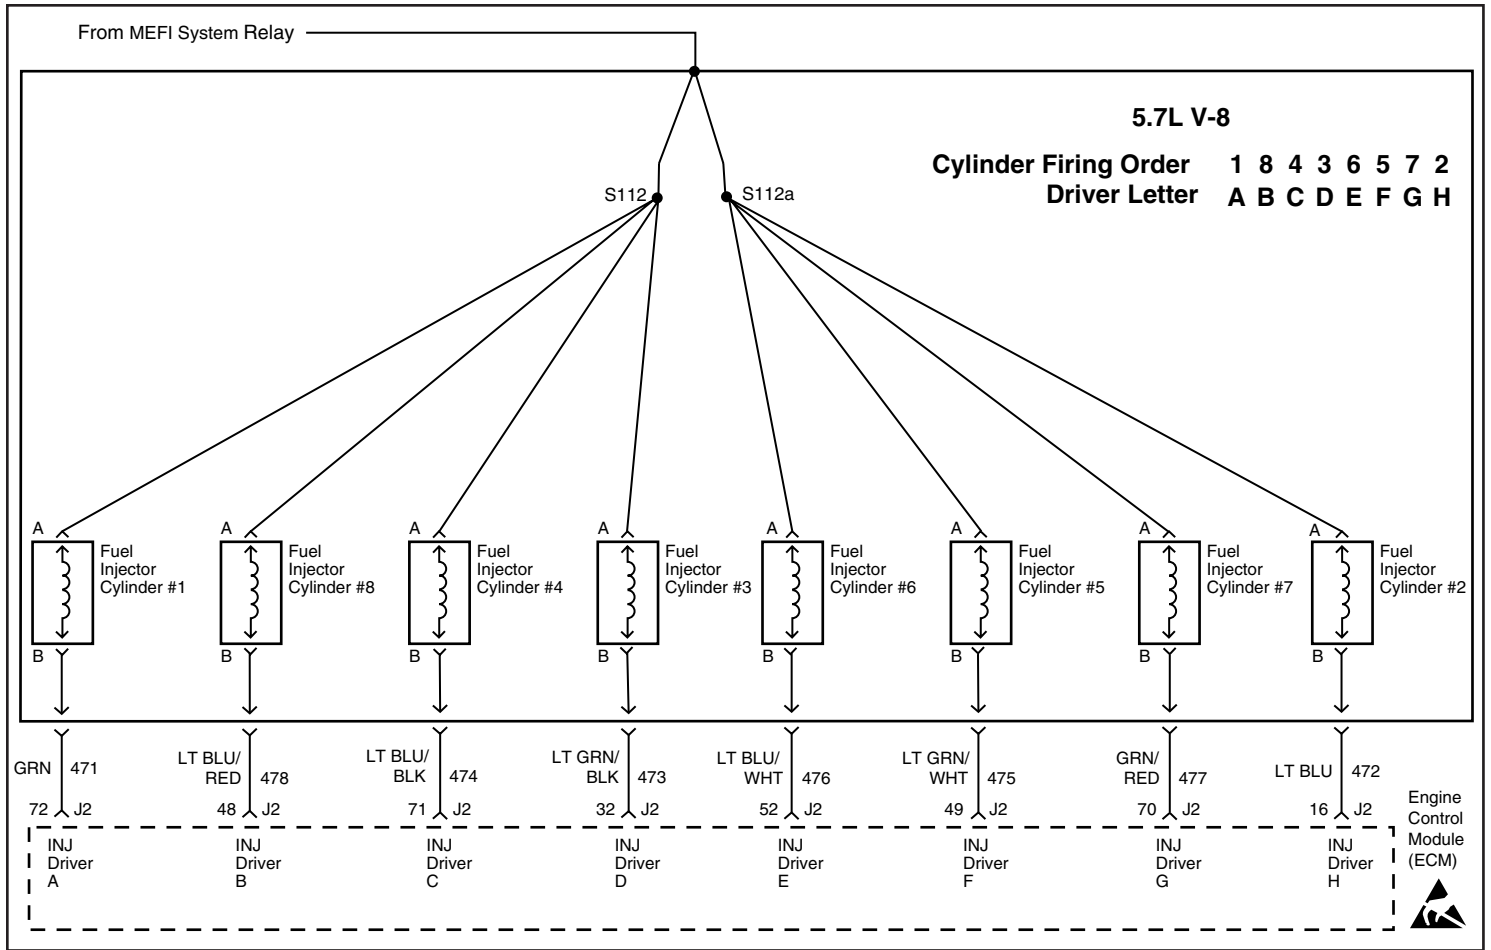 From MEFI System Relay
5.7L V-8
Cylinder Firing Order 1 8 4 3 6 5 7 2
Driver Letter A B C D E F G H
S112
S112a
A
Fuel
Injector
Cylinder #1
B
A
Fuel
Injector
Cylinder #8
B
A
Fuel
Injector
Cylinder #4
B
A
Fuel
Injector
Cylinder #3
B
A
Fuel
Injector
Cylinder #6
B
A
Fuel
Injector
Cylinder #5
B
A
Fuel
Injector
Cylinder #7
B
A
Fuel
Injector
Cylinder #2
B
GRN 471
72 J2
LT BLU/
RED 478
48 J2
LT BLU/
BLK 474
71 J2
LT GRN/
BLK 473
32 J2
LT BLU/
WHT 476
52 J2
LT GRN/
WHT 475
49 J2
GRN/
RED 477
70 J2
LT BLU 472
16 J2
INJ
Driver
A
INJ
Driver
B
INJ
Driver
C
INJ
Driver
D
INJ
Driver
E
INJ
Driver
F
INJ
Driver
G
INJ
Driver
H
Engine
Control
Module
(ECM)